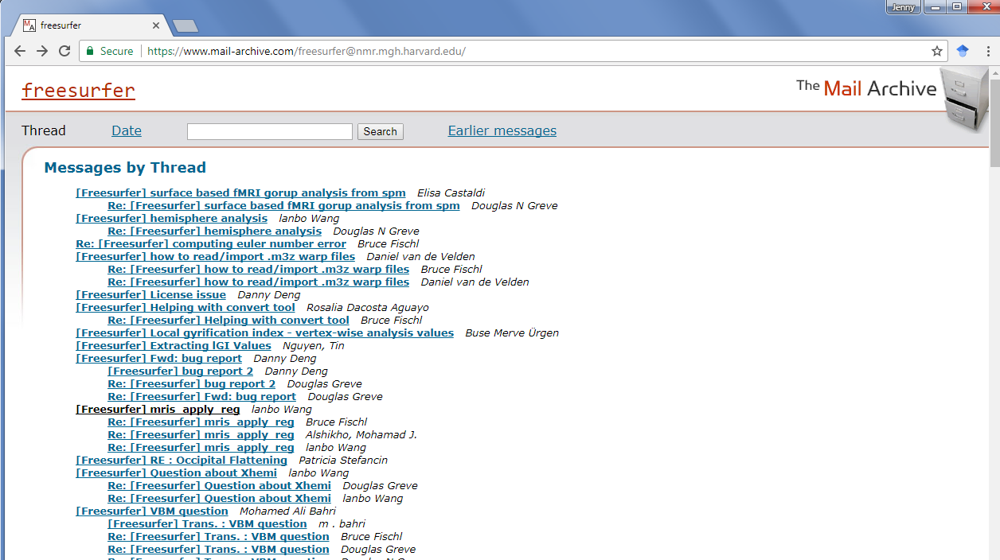 Jenny
freesurfer
Secure https://www.mail-archive.com/freesurfer@nmr.mgh.harvard.edu/
freesurfer The Mail Archive
Thread Date Search Earlier messages
Messages by Thread
[Freesurfer] surface based fMRI gorup analysis from spm Elisa Castaldi
Re: [Freesurfer] surface based fMRI gorup analysis from spm Douglas N Greve
[Freesurfer] hemisphere analysis lanbo Wang
Re: [Freesurfer] hemisphere analysis Douglas N Greve
Re: [Freesurfer] computing euler number error Bruce Fischl
[Freesurfer] how to read/import .m3z warp files Daniel van de Velden
Re: [Freesurfer] how to read/import .m3z warp files Bruce Fischl
Re: [Freesurfer] how to read/import .m3z warp files Daniel van de Velden
[Freesurfer] License issue Danny Deng
[Freesurfer] Helping with convert tool Rosalia Dacosta Aguayo
Re: [Freesurfer] Helping with convert tool Bruce Fischl
[Freesurfer] Local gyrification index - vertex-wise analysis values Buse Merve Ürgen
[Freesurfer] Extracting lGI Values Nguyen, Tin
[Freesurfer] Fwd: bug report Danny Deng
[Freesurfer] bug report 2 Danny Deng
Re: [Freesurfer] bug report 2 Douglas Greve
Re: [Freesurfer] Fwd: bug report Douglas Greve
[Freesurfer] mris_apply_reg lanbo Wang
Re: [Freesurfer] mris_apply_reg Bruce Fischl
Re: [Freesurfer] mris_apply_reg Alshikho, Mohamad J.
Re: [Freesurfer] mris_apply_reg lanbo Wang
[Freesurfer] RE : Occipital Flattening Patricia Stefancin
[Freesurfer] Question about Xhemi lanbo Wang
Re: [Freesurfer] Question about Xhemi Douglas Greve
Re: [Freesurfer] Question about Xhemi lanbo Wang
[Freesurfer] VBM question Mohamed Ali Bahri
[Freesurfer] Trans. : VBM question m . bahri
Re: [Freesurfer] Trans. : VBM question Bruce Fischl
Re: [Freesurfer] Trans. : VBM question Douglas Greve